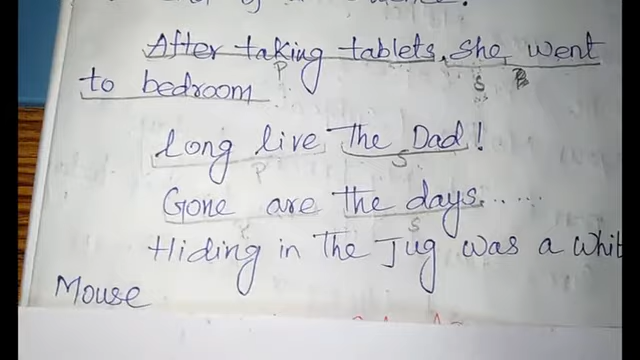 After taking tablets, she went
P S P
to bedroom
Long live The Dad!
P S
Gone are the days......
S
Hiding in The Jug was a Whit
Mouse